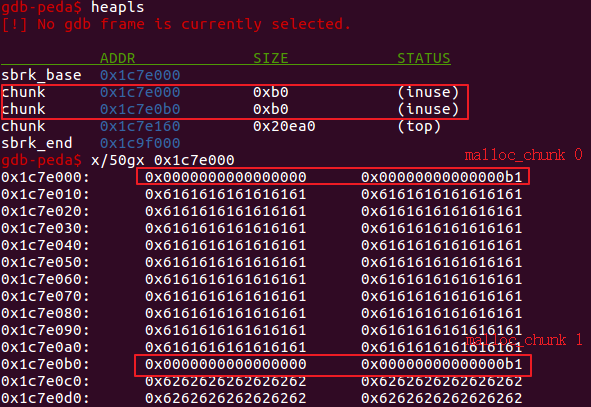 gdb-peda$ heapls
[!] No gdb frame is currently selected.
ADDR SIZE STATUS
sbrk_base 0x1c7e000
chunk 0x1c7e000 0xb0 (inuse)
chunk 0x1c7e0b0 0xb0 (inuse)
chunk 0x1c7e160 0x20ea0 (top)
sbrk_end 0x1c9f000
gdb-peda$ x/50gx 0x1c7e000
malloc_chunk 0
0x1c7e000: 0x0000000000000000 0x00000000000000b1
0x1c7e010: 0x6161616161616161 0x6161616161616161
0x1c7e020: 0x6161616161616161 0x6161616161616161
0x1c7e030: 0x6161616161616161 0x6161616161616161
0x1c7e040: 0x6161616161616161 0x6161616161616161
0x1c7e050: 0x6161616161616161 0x6161616161616161
0x1c7e060: 0x6161616161616161 0x6161616161616161
0x1c7e070: 0x6161616161616161 0x6161616161616161
0x1c7e080: 0x6161616161616161 0x6161616161616161
0x1c7e090: 0x6161616161616161 0x6161616161616161
malloc_chunk 1
0x1c7e0a0: 0x6161616161616161 0x6161616161616161
0x1c7e0b0: 0x0000000000000000 0x00000000000000b1
0x1c7e0c0: 0x6262626262626262 0x6262626262626262
0x1c7e0d0: 0x6262626262626262 0x6262626262626262